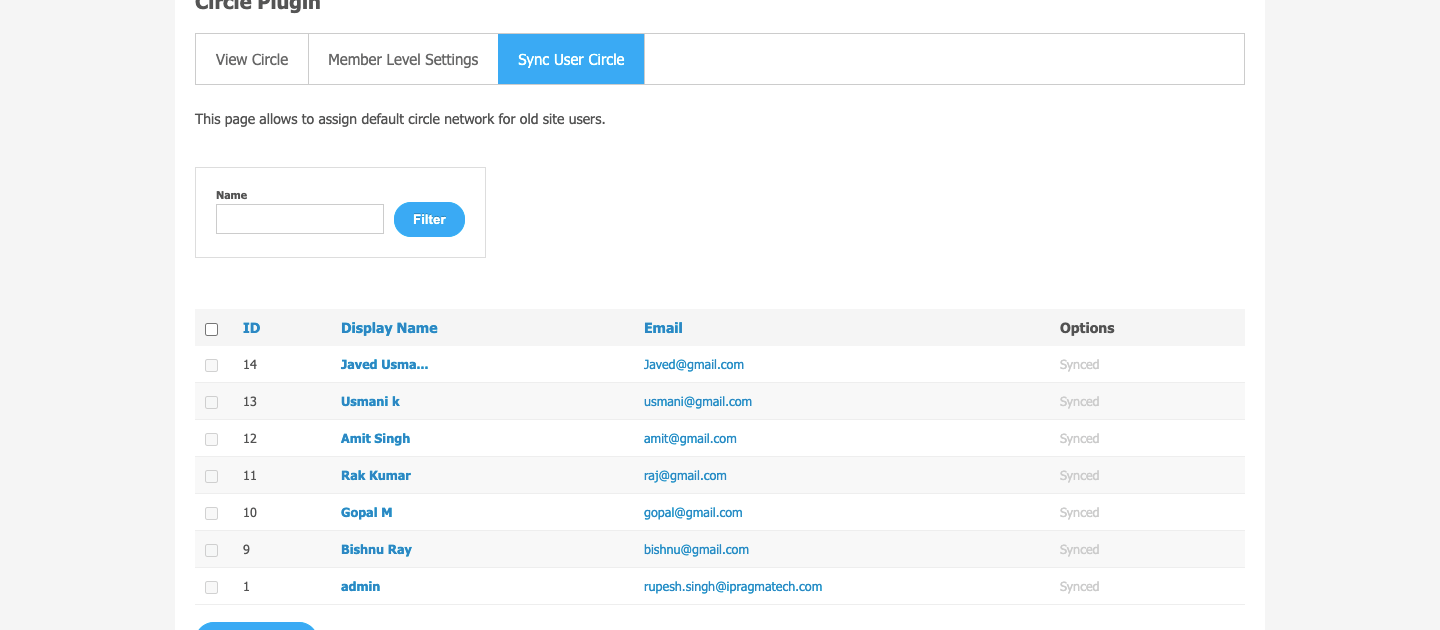 Circle Plugin
View Circle Member Level Settings Sync User Circle
This page allows to assign default circle network for old site users.
Name
Filter
ID Display Name Email Options
14 Javed Usma... Javed@gmail.com Synced
13 Usmani k usmani@gmail.com Synced
12 Amit Singh amit@gmail.com Synced
11 Rak Kumar raj@gmail.com Synced
10 Gopal M gopal@gmail.com Synced
9 Bishnu Ray bishnu@gmail.com Synced
1 admin rupesh.singh@ipragmatech.com Synced